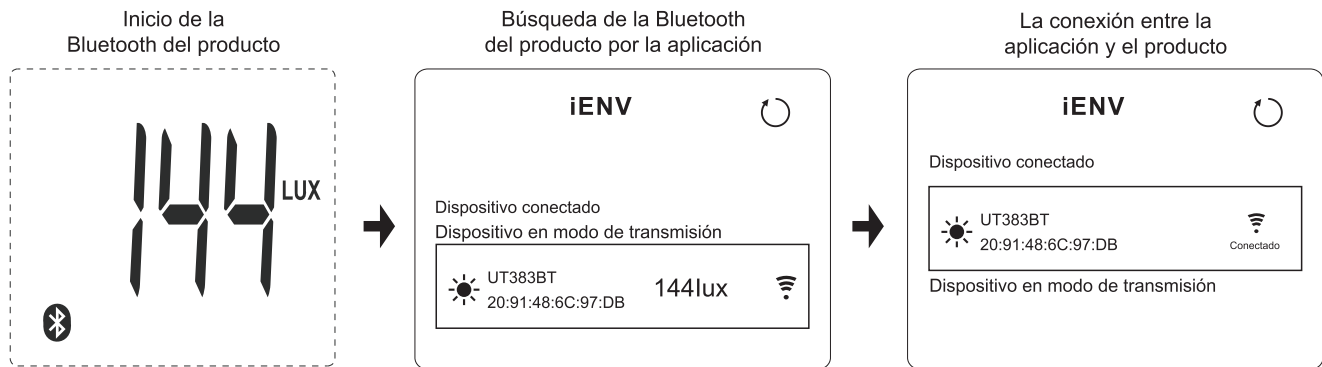 Inicio de la
Bluetooth del producto
144
LUX
Búsqueda de la Bluetooth
del producto por la aplicación
iENV
Dispositivo conectado
Dispositivo en modo de transmisión
UT383BT
20:91:48:6C:97:DB
144lux
La conexión entre la
aplicación y el producto
iENV
Dispositivo conectado
UT383BT
20:91:48:6C:97:DB
Conectado
Dispositivo en modo de transmisión